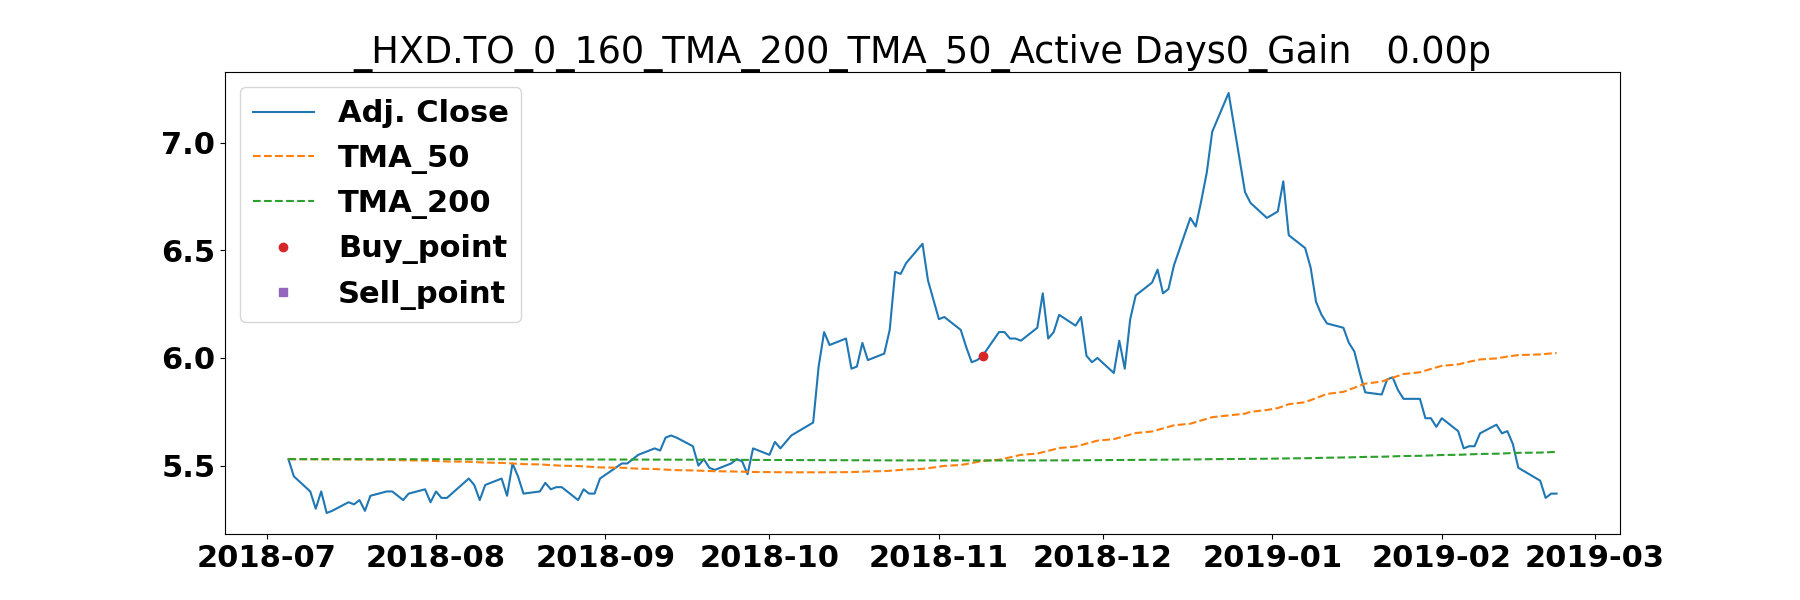 _HXD.TO_0_160_TMA_200_TMA_50_Active Days0_Gain   0.00p
Adj. Close
TMA_50
TMA_200
Buy_point
Sell_point
7.0
6.5
6.0
5.5
2018-07 2018-08 2018-09 2018-10 2018-11 2018-12 2019-01 2019-02 2019-03